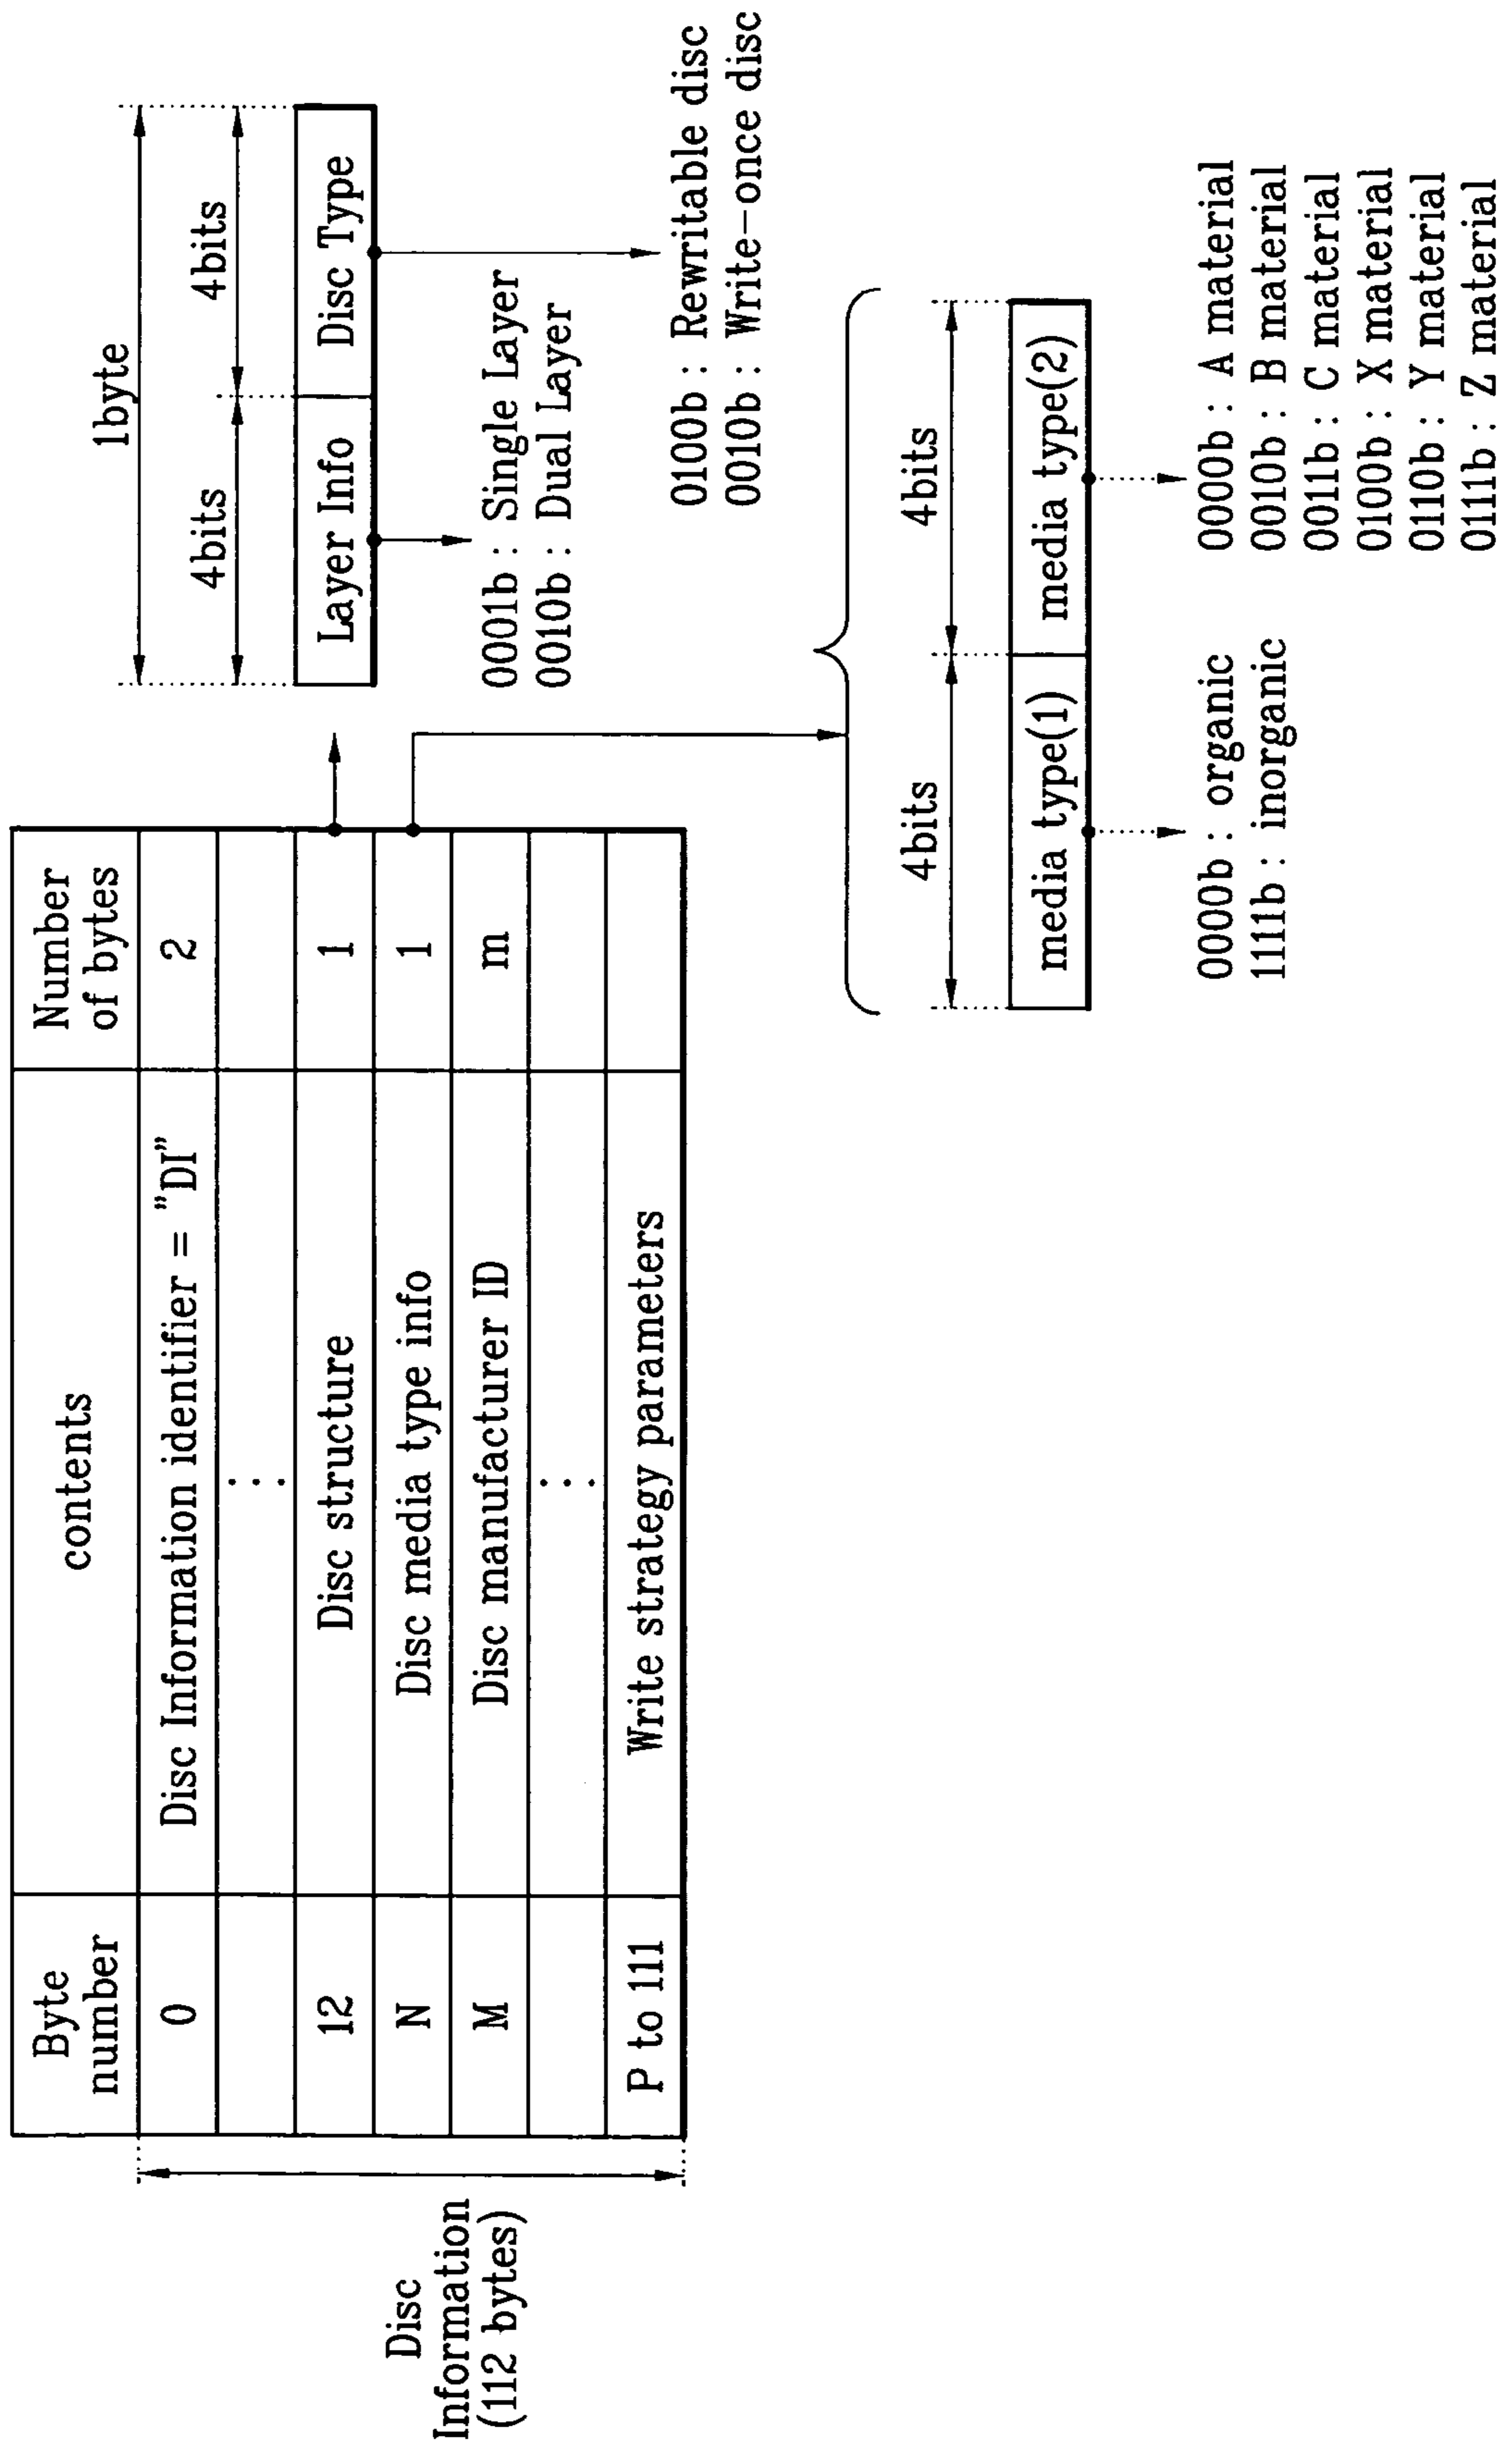 Byte number
contents
Number of bytes
0
Disc Information identifier = "DI"
2
...
12
Disc structure
1
N
Disc media type info
1
M
Disc manufacturer ID
m
...
P to 111
Write strategy parameters
Disc
Information
(112 bytes)
1byte
4bits
4bits
Layer Info
Disc Type
0001b : Single Layer
0010b : Dual Layer
0100b : Rewritable disc
0010b : Write-once disc
4bits
4bits
media type(1)
media type(2)
0000b : organic
1111b : inorganic
0000b : A material
0010b : B material
0011b : C material
0100b : X material
0110b : Y material
0111b : Z material